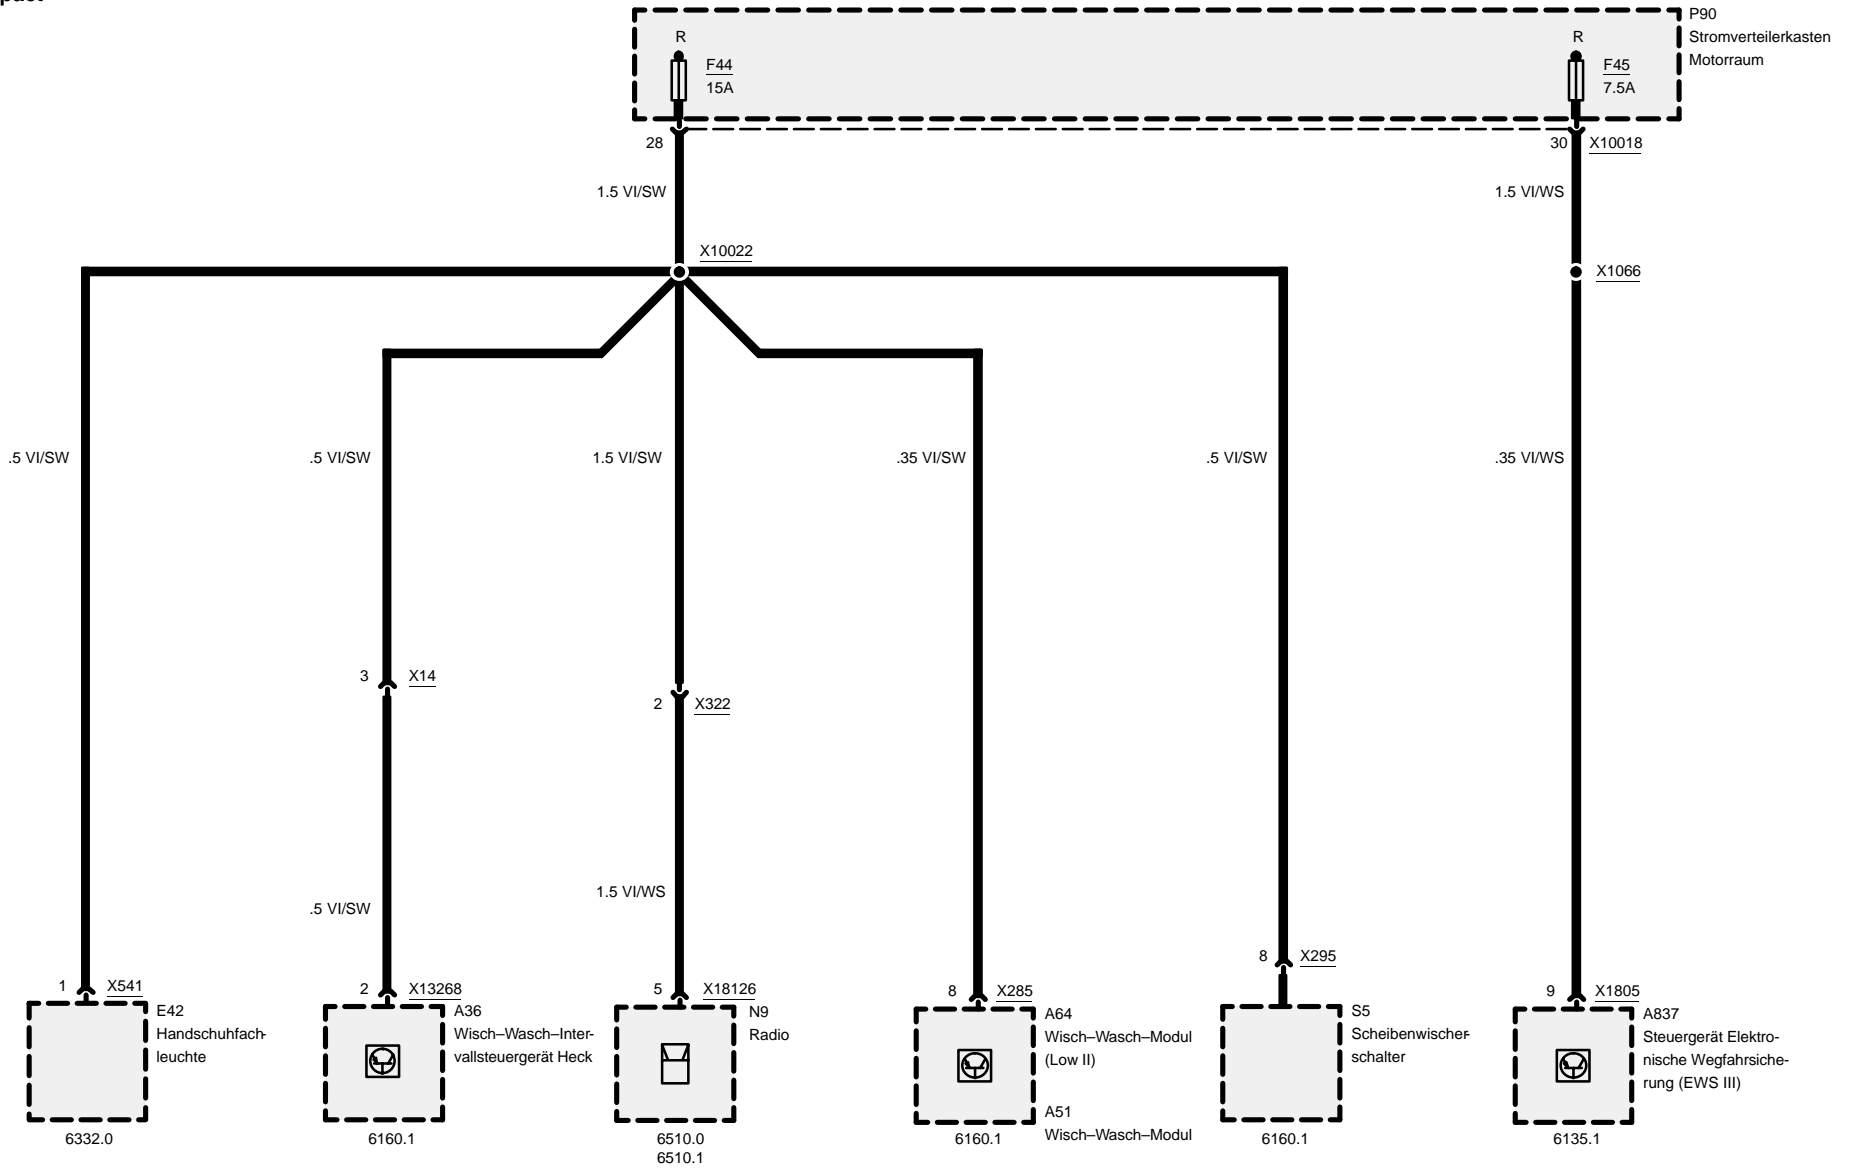 P90
Stromverteilerkasten
Motorraum
R
F44
15A
R
F45
7.5A
28
30 X10018
1.5 VI/SW
1.5 VI/WS
X10022
X1066
.5 VI/SW
.5 VI/SW
1.5 VI/SW
.35 VI/SW
.5 VI/SW
.35 VI/WS
3 X14
2 X322
1.5 VI/WS
.5 VI/SW
8 X295
1 X541
2 X13268
5 X18126
8 X285
9 X1805
E42
Handschuhfach-
leuchte
A36
Wisch–Wasch–Inter-
vallsteuergerät Heck
N9
Radio
A64
Wisch–Wasch–Modul
(Low II)
A51
Wisch–Wasch–Modul
S5
Scheibenwischer-
schalter
A837
Steuergerät Elektro-
nische Wegfahrsiche-
rung (EWS III)
6332.0
6160.1
6510.0
6510.1
6160.1
6160.1
6135.1